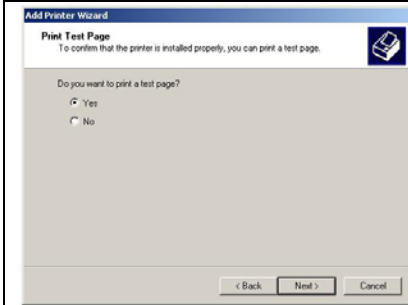 Add Printer Wizard
Print Test Page
To confirm that the printer is installed properly, you can print a test page.
Do you want to print a test page?
Yes
No
< Back Next > Cancel